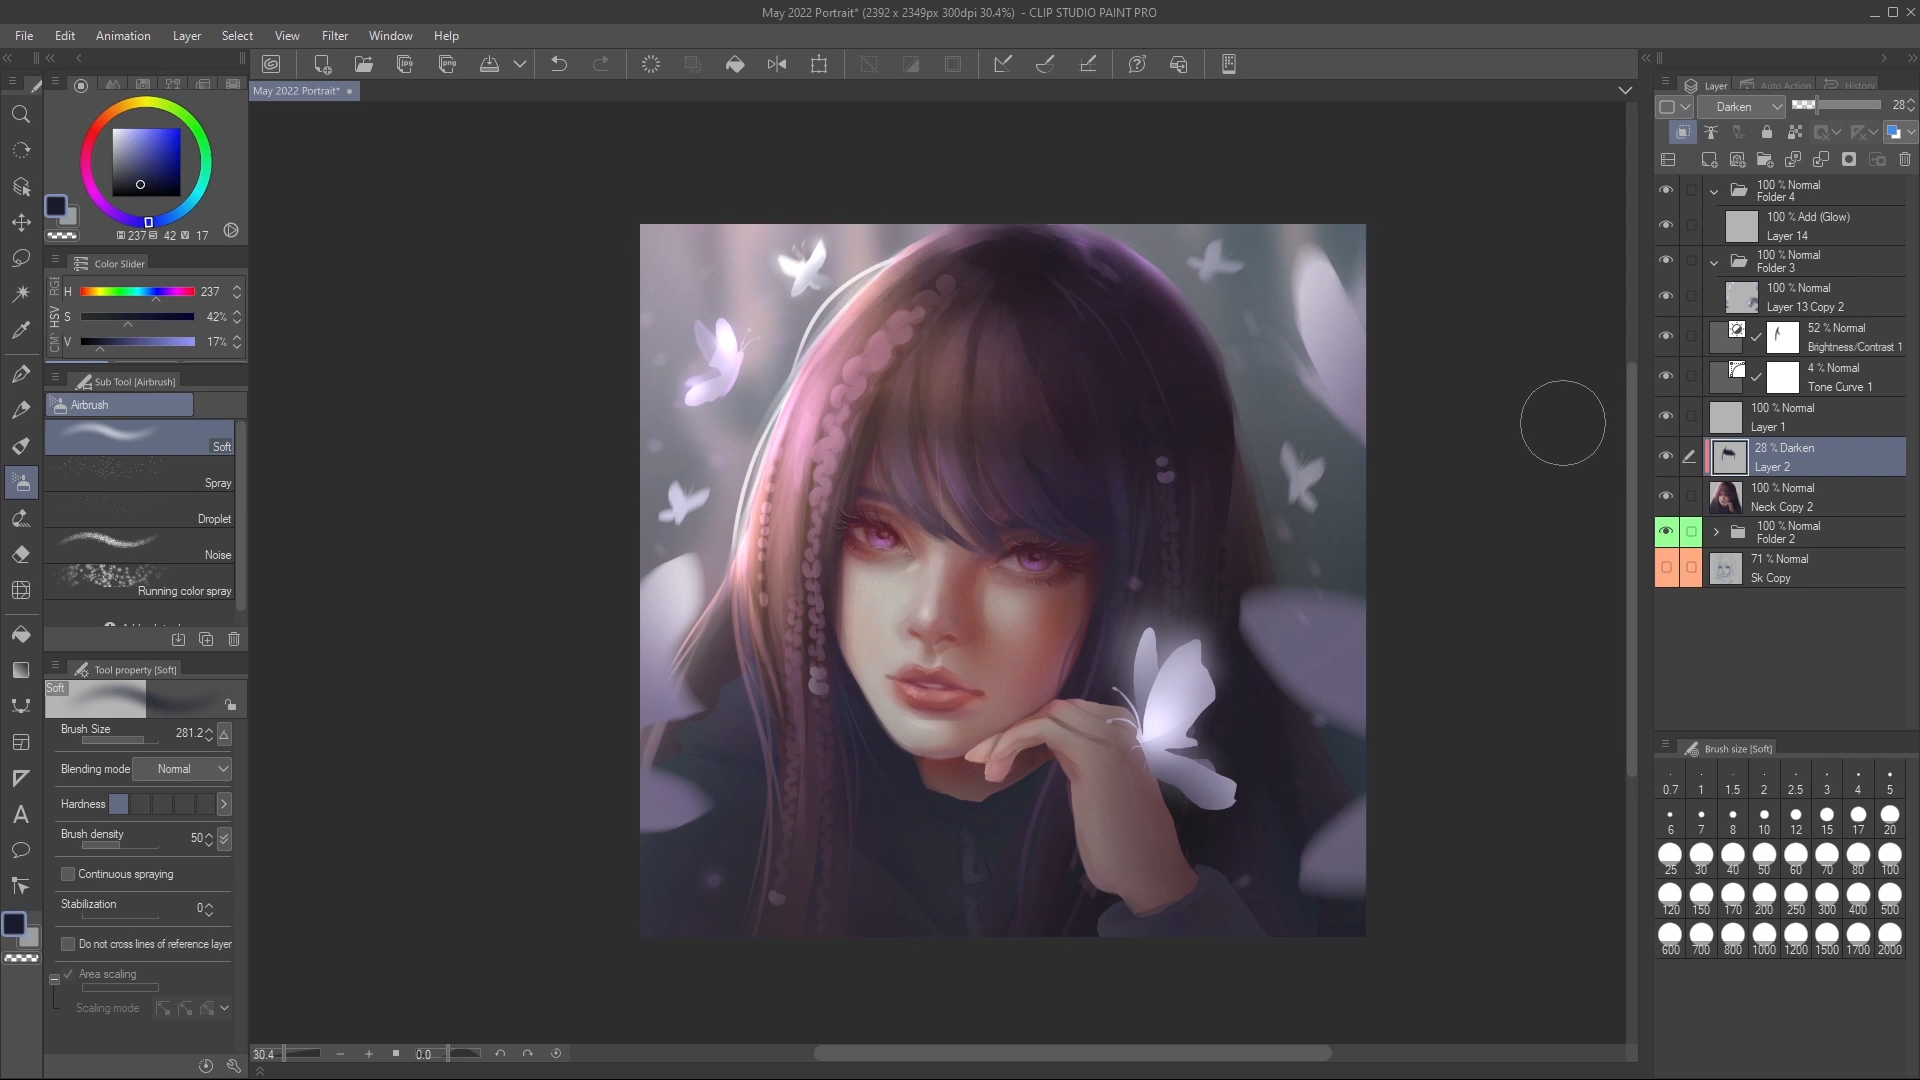 May 2022 Portrait* (2392 x 2349px 300dpi 30.4%) - CLIP STUDIO PAINT PRO
File Edit Animation Layer Select View Filter Window Help
May 2022 Portrait*
Layer Auto Action History
Darken 28
237 42 17
Color Slider
RGB HSV CM
H 237
S 42%
V 17%
Sub Tool [Airbrush]
Airbrush
Soft
Spray
Droplet
Noise
Running color spray
Tool property [Soft]
Soft
Brush Size 281.2
Blending mode Normal
Hardness
Brush density 50
Continuous spraying
Stabilization 0
Do not cross lines of reference layer
Area scaling
Scaling mode
100 % Normal
Folder 4
100 % Add (Glow)
Layer 14
100 % Normal
Folder 3
100 % Normal
Layer 13 Copy 2
52 % Normal
Brightness/Contrast 1
4 % Normal
Tone Curve 1
100 % Normal
Layer 1
28 % Darken
Layer 2
100 % Normal
Neck Copy 2
100 % Normal
Folder 2
71 % Normal
Sk Copy
Brush size [Soft]
0.7 1 1.5 2 2.5 3 4 5
6 7 8 10 12 15 17 20
25 30 40 50 60 70 80 100
120 150 170 200 250 300 400 500
600 700 800 1000 1200 1500 1700 2000
30.4 0.0